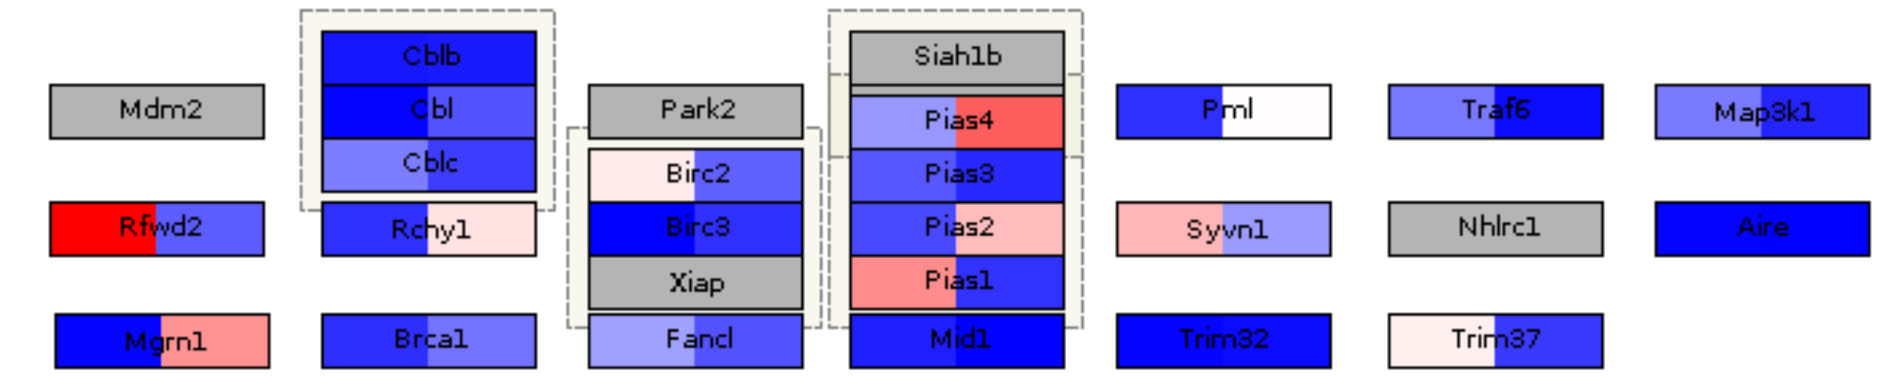 Cblb
Siah1b
Mdm2
Cbl
Park2
Pias4
Pml
Traf6
Map3k1
Cblc
Birc2
Pias3
Rfwd2
Rchy1
Birc3
Pias2
Syvn1
Nhlrc1
Aire
Xiap
Pias1
Mgrn1
Brca1
Fancl
Mid1
Trim32
Trim37